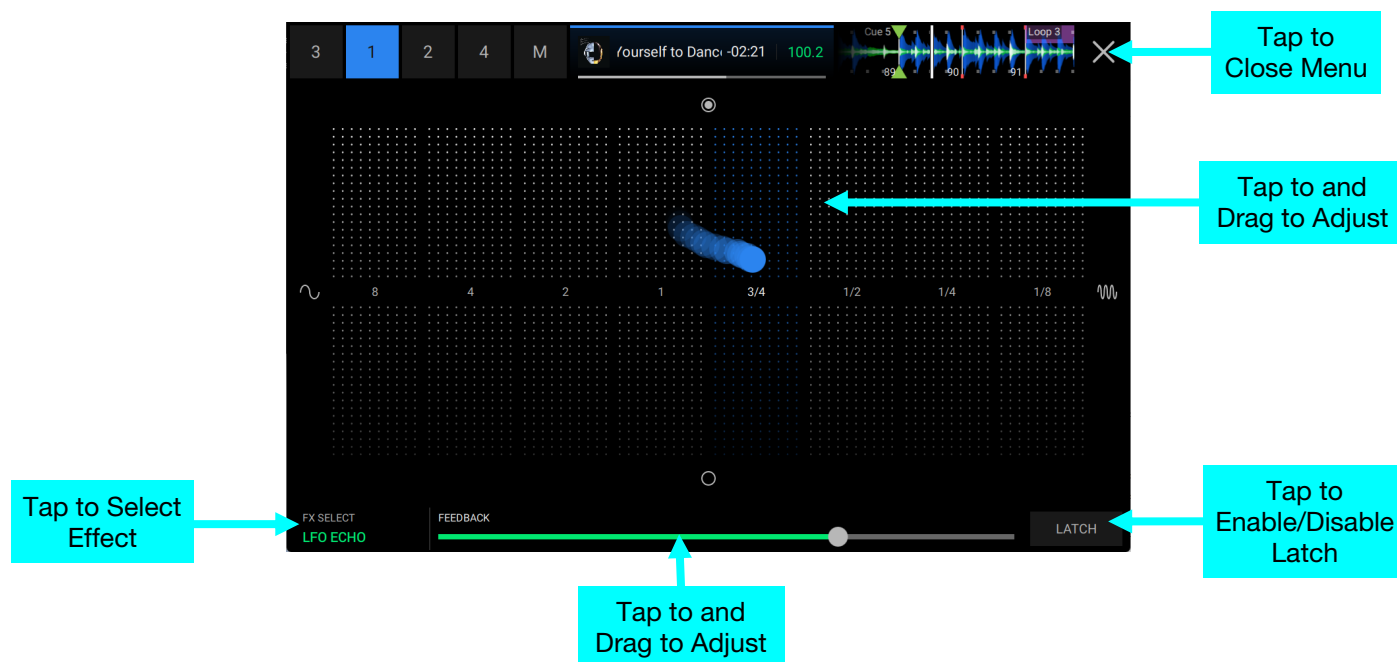 3 1 2 4 M
Yourself to Danc -02:21 100.2
Cue 5 Loop 3
89 90 91
Tap to
Close Menu
Tap to and
Drag to Adjust
8 4 2 1 3/4 1/2 1/4 1/8
Tap to Select
Effect
FX SELECT
LFO ECHO
FEEDBACK
LATCH
Tap to
Enable/Disable
Latch
Tap to and
Drag to Adjust